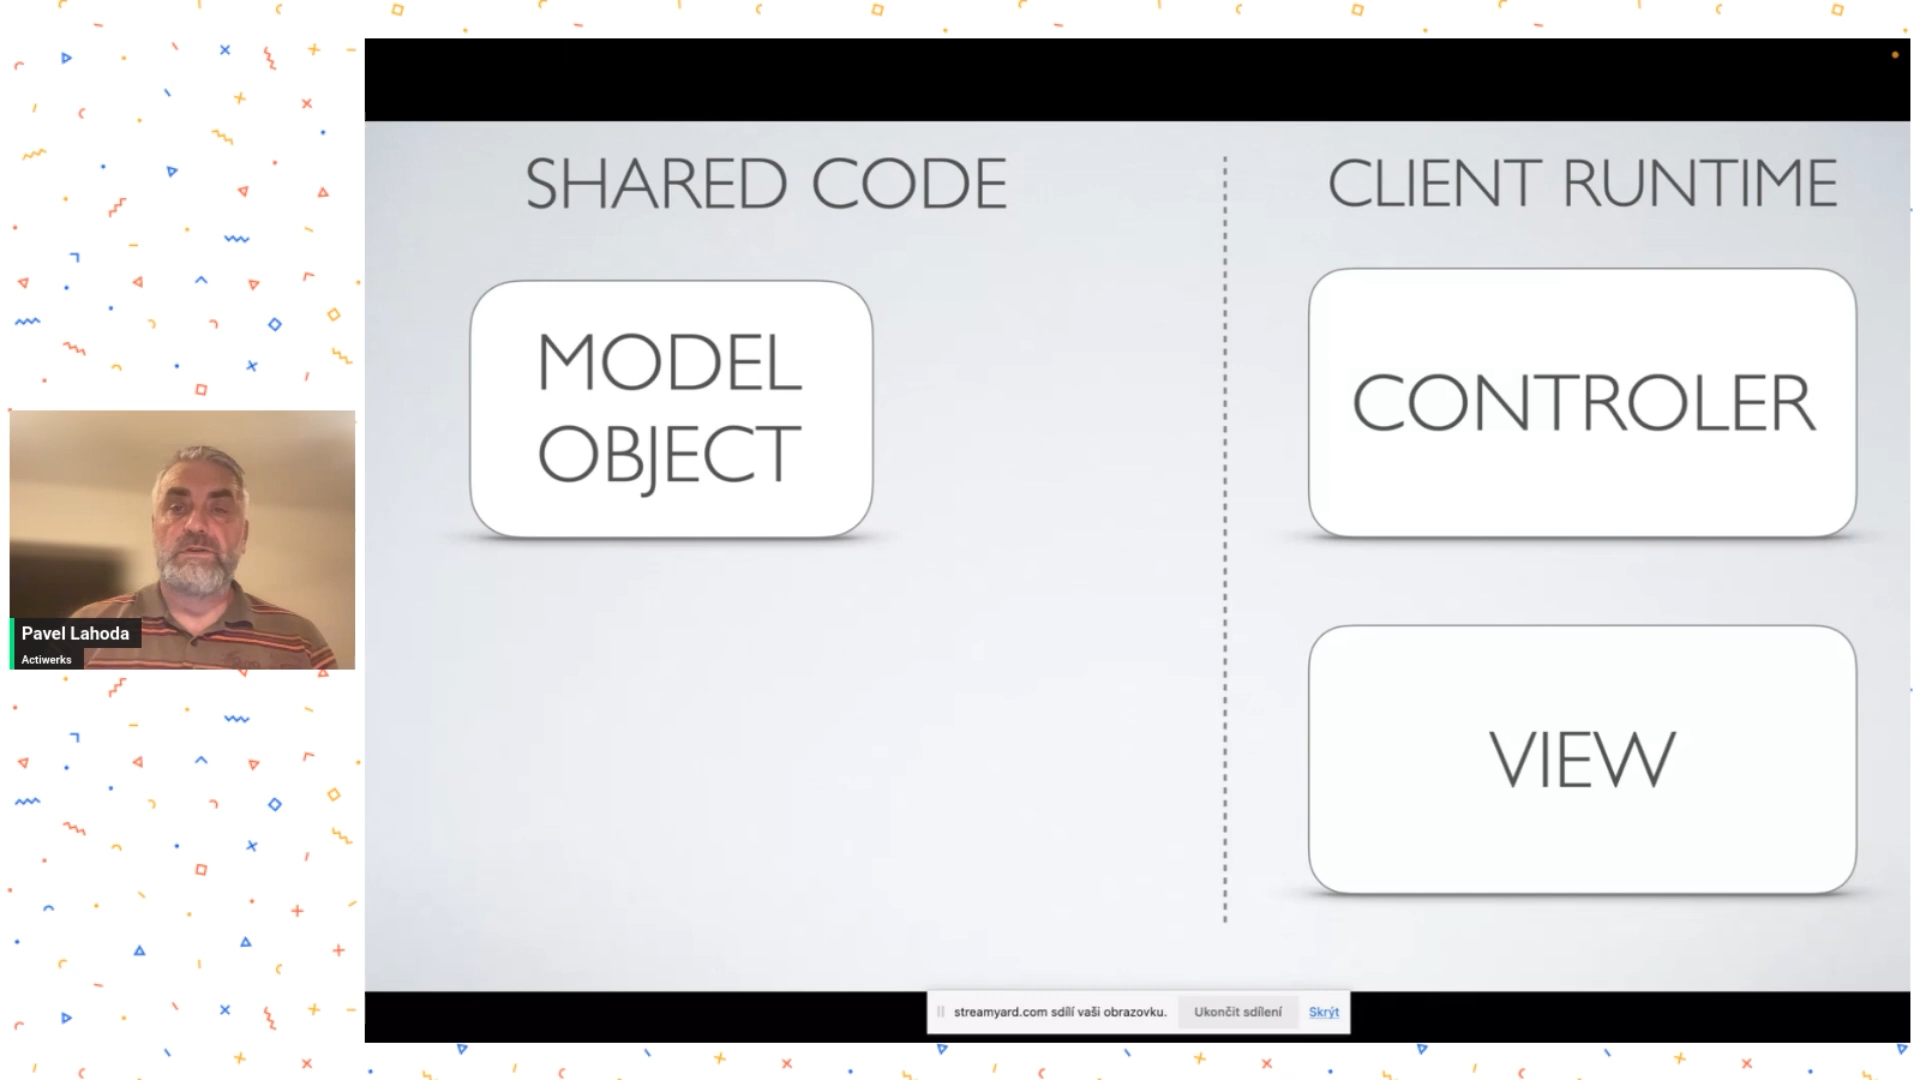 SHARED CODE
CLIENT RUNTIME
MODEL
OBJECT
CONTROLER
VIEW
Pavel Lahoda
Actiwerks
streamyard.com sdílí vaši obrazovku.
Ukončit sdílení
Skrýt